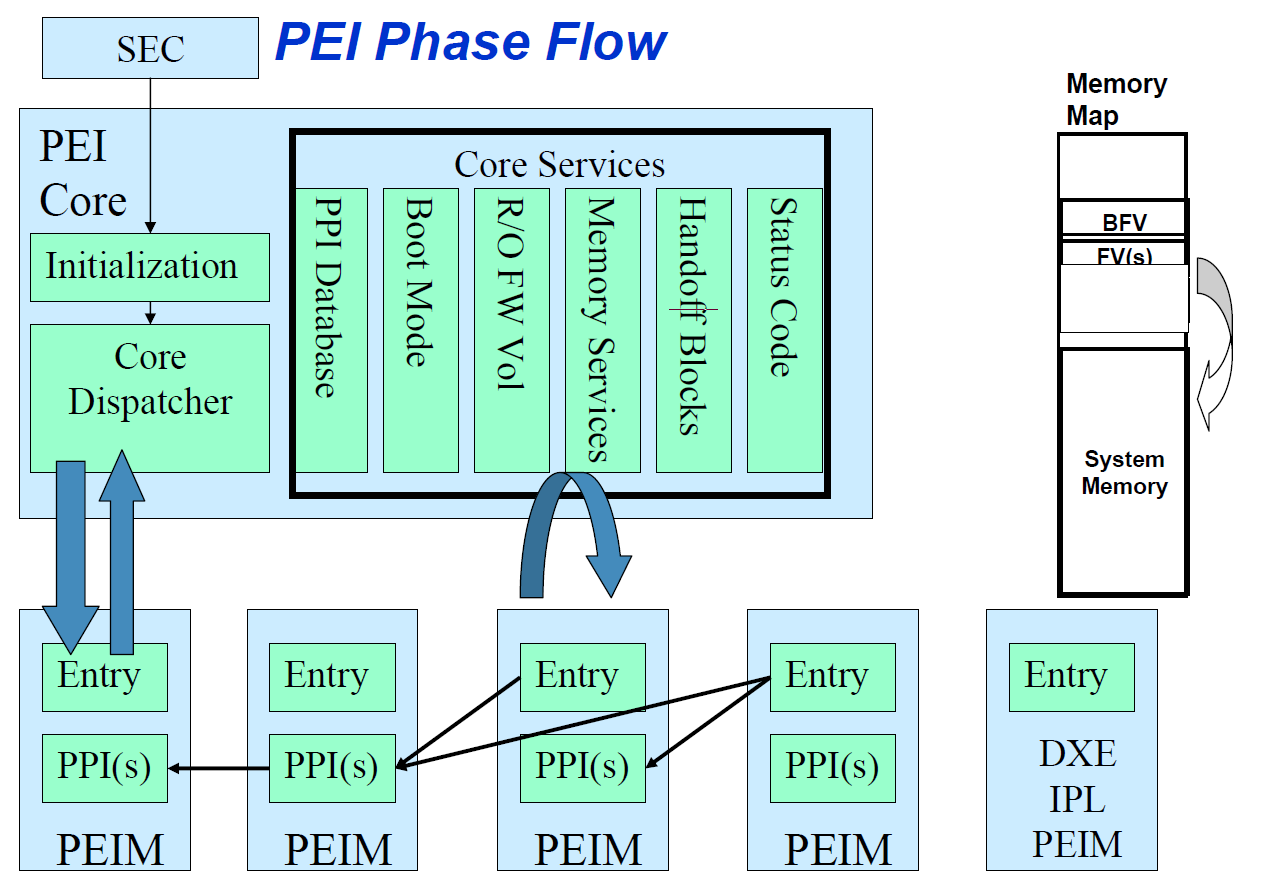 SEC
PEI Phase Flow
PEI
Core
Initialization
Core
Dispatcher
Core Services
PPI Database
Boot Mode
R/O FW Vol
Memory Services
Handoff Blocks
Status Code
Memory
Map
BFV
FV(s)
System
Memory
Entry
PPI(s)
PEIM
Entry
PPI(s)
PEIM
Entry
PPI(s)
PEIM
Entry
PPI(s)
PEIM
Entry
DXE
IPL
PEIM